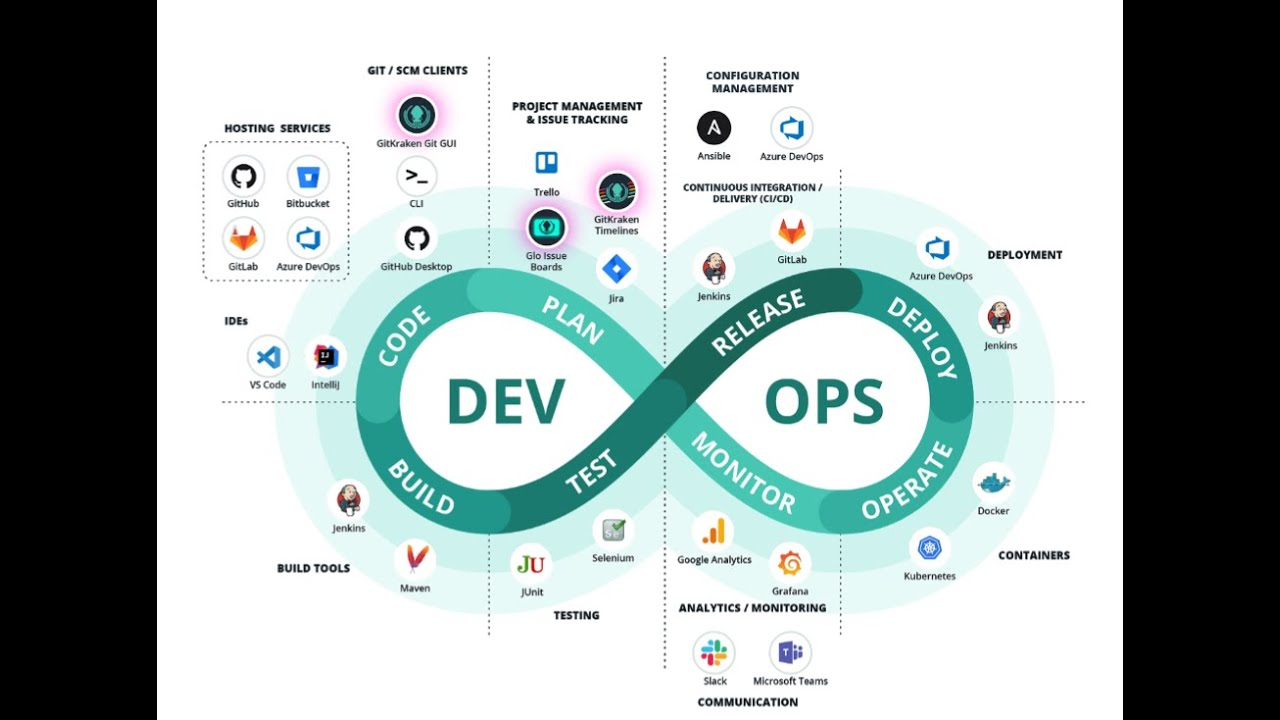 GIT / SCM CLIENTS
GitKraken Git GUI
CLI
GitHub Desktop
HOSTING SERVICES
GitHub
Bitbucket
GitLab
Azure DevOps
IDEs
VS Code
IntelliJ
IJ
PROJECT MANAGEMENT
& ISSUE TRACKING
Trello
GitKraken
Timelines
Glo Issue
Boards
Jira
CONFIGURATION
MANAGEMENT
Ansible
Azure DevOps
CONTINUOUS INTEGRATION /
DELIVERY (CI/CD)
GitLab
Jenkins
Azure DevOps
DEPLOYMENT
Jenkins
CODE
PLAN
RELEASE
DEPLOY
DEV
OPS
BUILD
TEST
MONITOR
OPERATE
Jenkins
Maven
BUILD TOOLS
JU
JUnit
Se
Selenium
TESTING
Google Analytics
Grafana
ANALYTICS / MONITORING
Docker
Kubernetes
CONTAINERS
Slack
T
Microsoft Teams
COMMUNICATION